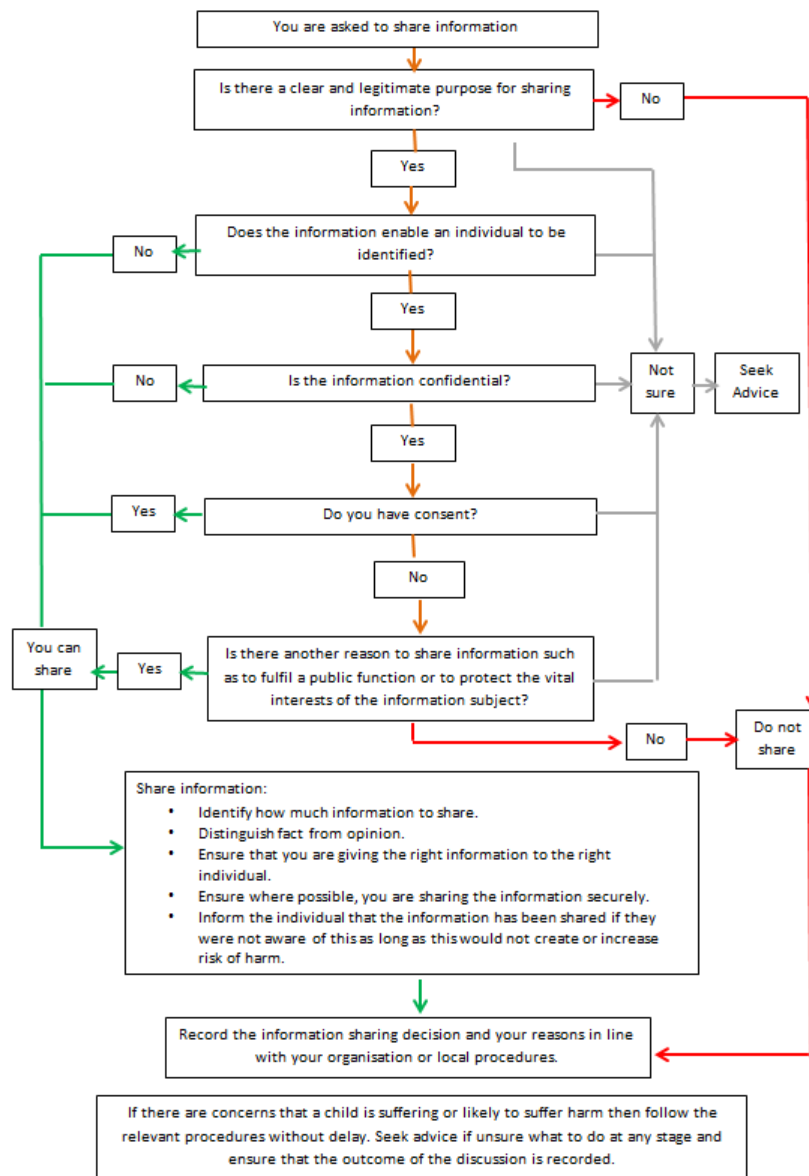 You are asked to share information
Is there a clear and legitimate purpose for sharing
information?
No
Yes
Does the information enable an individual to be
identified?
No
Yes
Is the information confidential?
No
Not
sure
Seek
Advice
Yes
Do you have consent?
Yes
No
Is there another reason to share information such
as to fulfil a public function or to protect the vital
interests of the information subject?
Yes
You can
share
No
Do not
share
Share information:
• Identify how much information to share.
• Distinguish fact from opinion.
• Ensure that you are giving the right information to the right
individual.
• Ensure where possible, you are sharing the information securely.
• Inform the individual that the information has been shared if they
were not aware of this as long as this would not create or increase
risk of harm.
Record the information sharing decision and your reasons in line
with your organisation or local procedures.
If there are concerns that a child is suffering or likely to suffer harm then follow the
relevant procedures without delay. Seek advice if unsure what to do at any stage and
ensure that the outcome of the discussion is recorded.